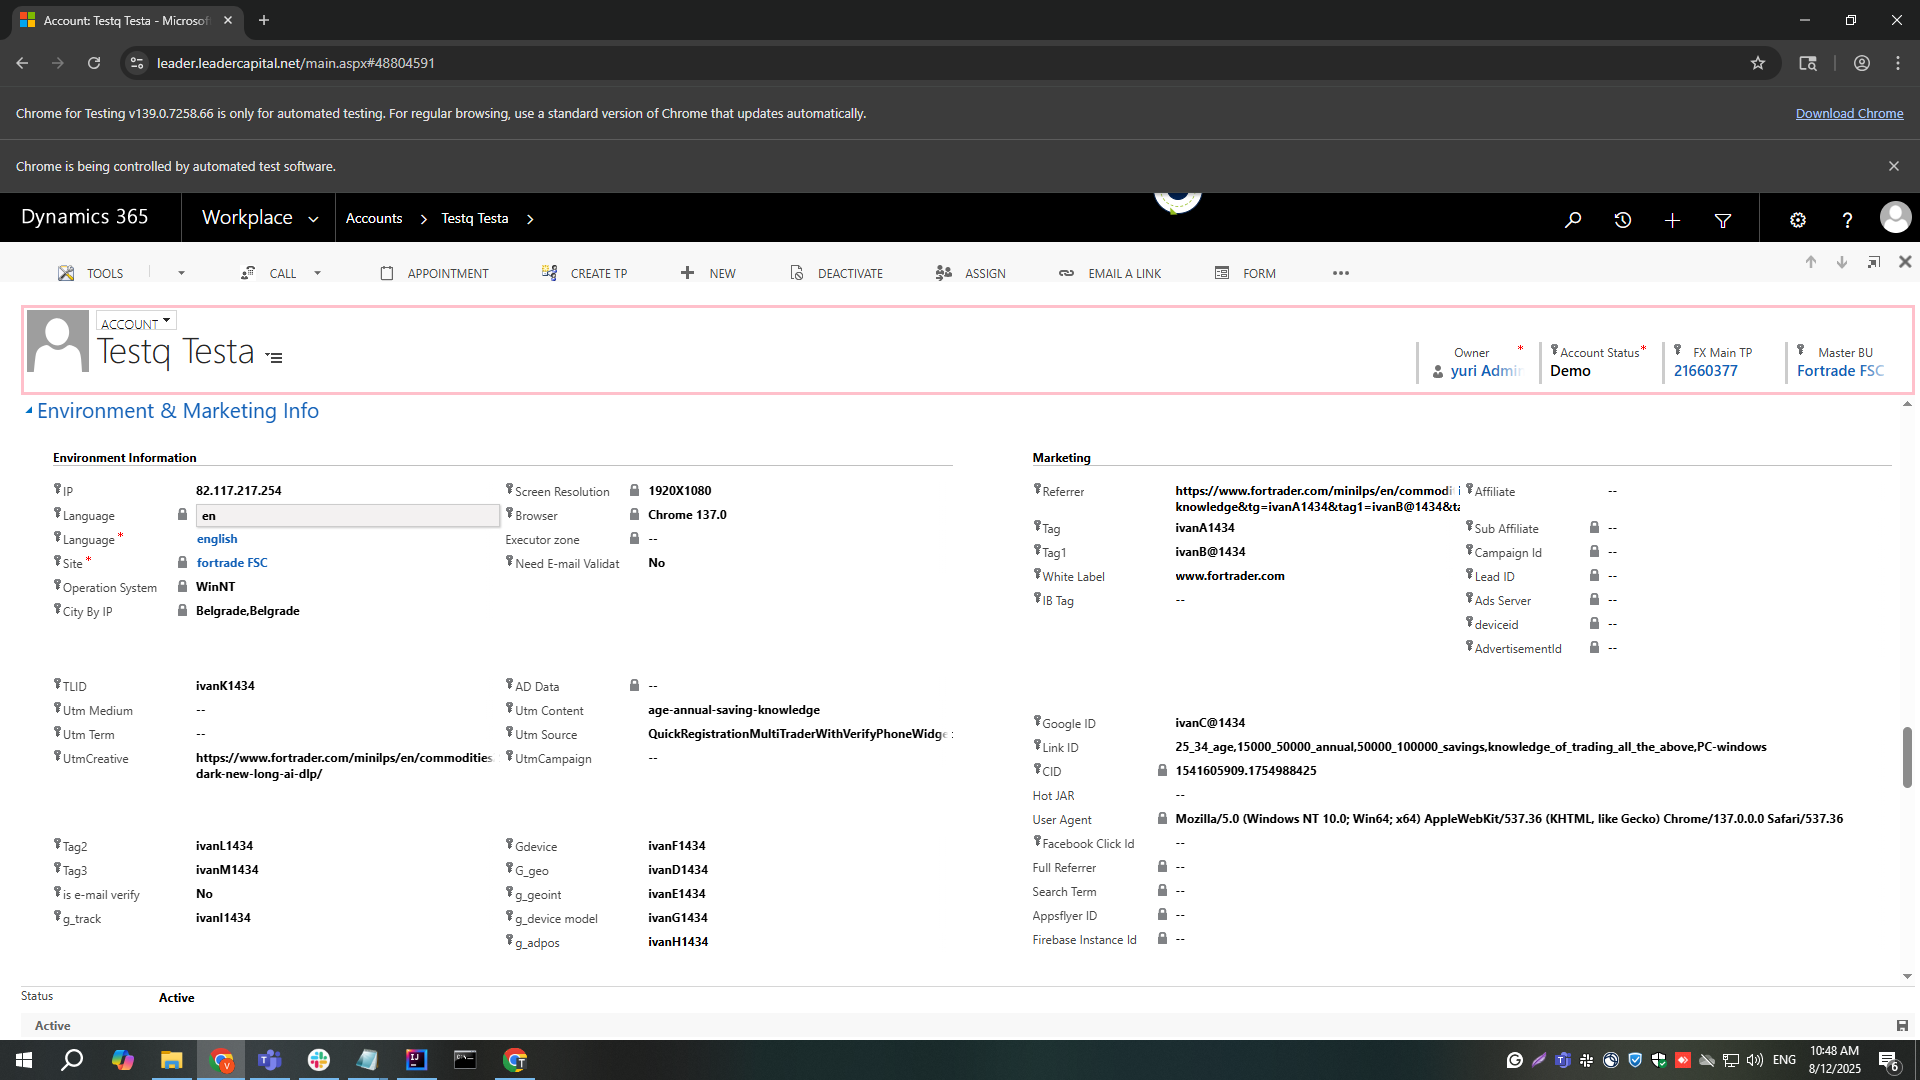 Account: Testq Testa - Microsof
leader.leadercapital.net/main.aspx#48804591
Chrome for Testing v139.0.7258.66 is only for automated testing. For regular browsing, use a standard version of Chrome that updates automatically.
Download Chrome
Chrome is being controlled by automated test software.
Dynamics 365
Workplace
Accounts
Testq Testa
TOOLS
CALL
APPOINTMENT
CREATE TP
NEW
DEACTIVATE
ASSIGN
EMAIL A LINK
FORM
ACCOUNT
Testq Testa
Owner *
yuri Admi
Account Status*
Demo
FX Main TP
21660377
Master BU
Fortrade FSC
Environment & Marketing Info
Environment Information
IP
82.117.217.254
Language
en
Language *
english
Site *
fortrade FSC
Operation System
WinNT
City By IP
Belgrade,Belgrade
Screen Resolution
1920X1080
Browser
Chrome 137.0
Executor zone
--
Need E-mail Validat
No
TLID
ivanK1434
Utm Medium
--
Utm Term
--
UtmCreative
https://www.fortrader.com/minilps/en/commodities
dark-new-long-ai-dlp/
AD Data
--
Utm Content
age-annual-saving-knowledge
Utm Source
QuickRegistrationMultiTraderWithVerifyPhoneWidge
UtmCampaign
--
Tag2
ivanL1434
Tag3
ivanM1434
is e-mail verify
No
g_track
ivanI1434
Gdevice
ivanF1434
G_geo
ivanD1434
g_geoint
ivanE1434
g_device model
ivanG1434
g_adpos
ivanH1434
Marketing
Referrer
https://www.fortrader.com/minilps/en/commodi
knowledge&tg=ivanA1434&tag1=ivanB@1434&ta
Tag
ivanA1434
Tag1
ivanB@1434
White Label
www.fortrader.com
IB Tag
--
Affiliate
--
Sub Affiliate
--
Campaign Id
--
Lead ID
--
Ads Server
--
deviceid
--
AdvertisementId
--
Google ID
ivanC@1434
Link ID
25_34_age,15000_50000_annual,50000_100000_savings,knowledge_of_trading_all_the_above,PC-windows
CID
1541605909.1754988425
Hot JAR
--
User Agent
Mozilla/5.0 (Windows NT 10.0; Win64; x64) AppleWebKit/537.36 (KHTML, like Gecko) Chrome/137.0.0.0 Safari/537.36
Facebook Click Id
--
Full Referrer
--
Search Term
--
Appsflyer ID
--
Firebase Instance Id
--
Status
Active
Active
ENG
10:48 AM
8/12/2025
6